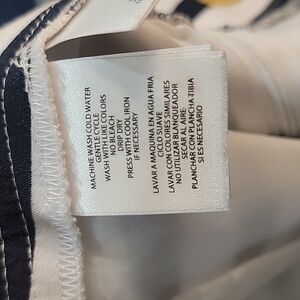 MACHINE WASH COLD WATER
GENTLE CYCLE
WASH WITH LIKE COLORS
NO BLEACH
DRIP DRY
PRESS WITH COOL IRON
IF NECESSARY
LAVAR A MAQUINA EN AGUA FRIA
CICLO SUAVE
LAVAR CON COLORES SIMILARES
NO UTILIZAR BLANQUEADOR
SECAR AL AIRE
PLANCHAR CON PLANCHA TIBIA
SI ES NECESARIO